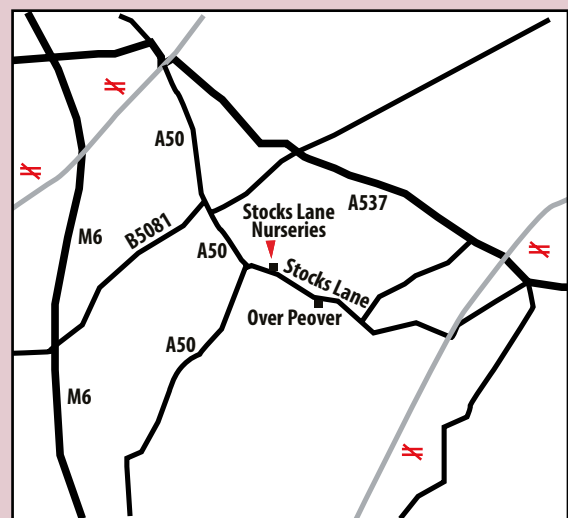 A50
A537
Stocks Lane
Nurseries
M6
B5081
A50
Stocks Lane
Over Peover
A50
M6